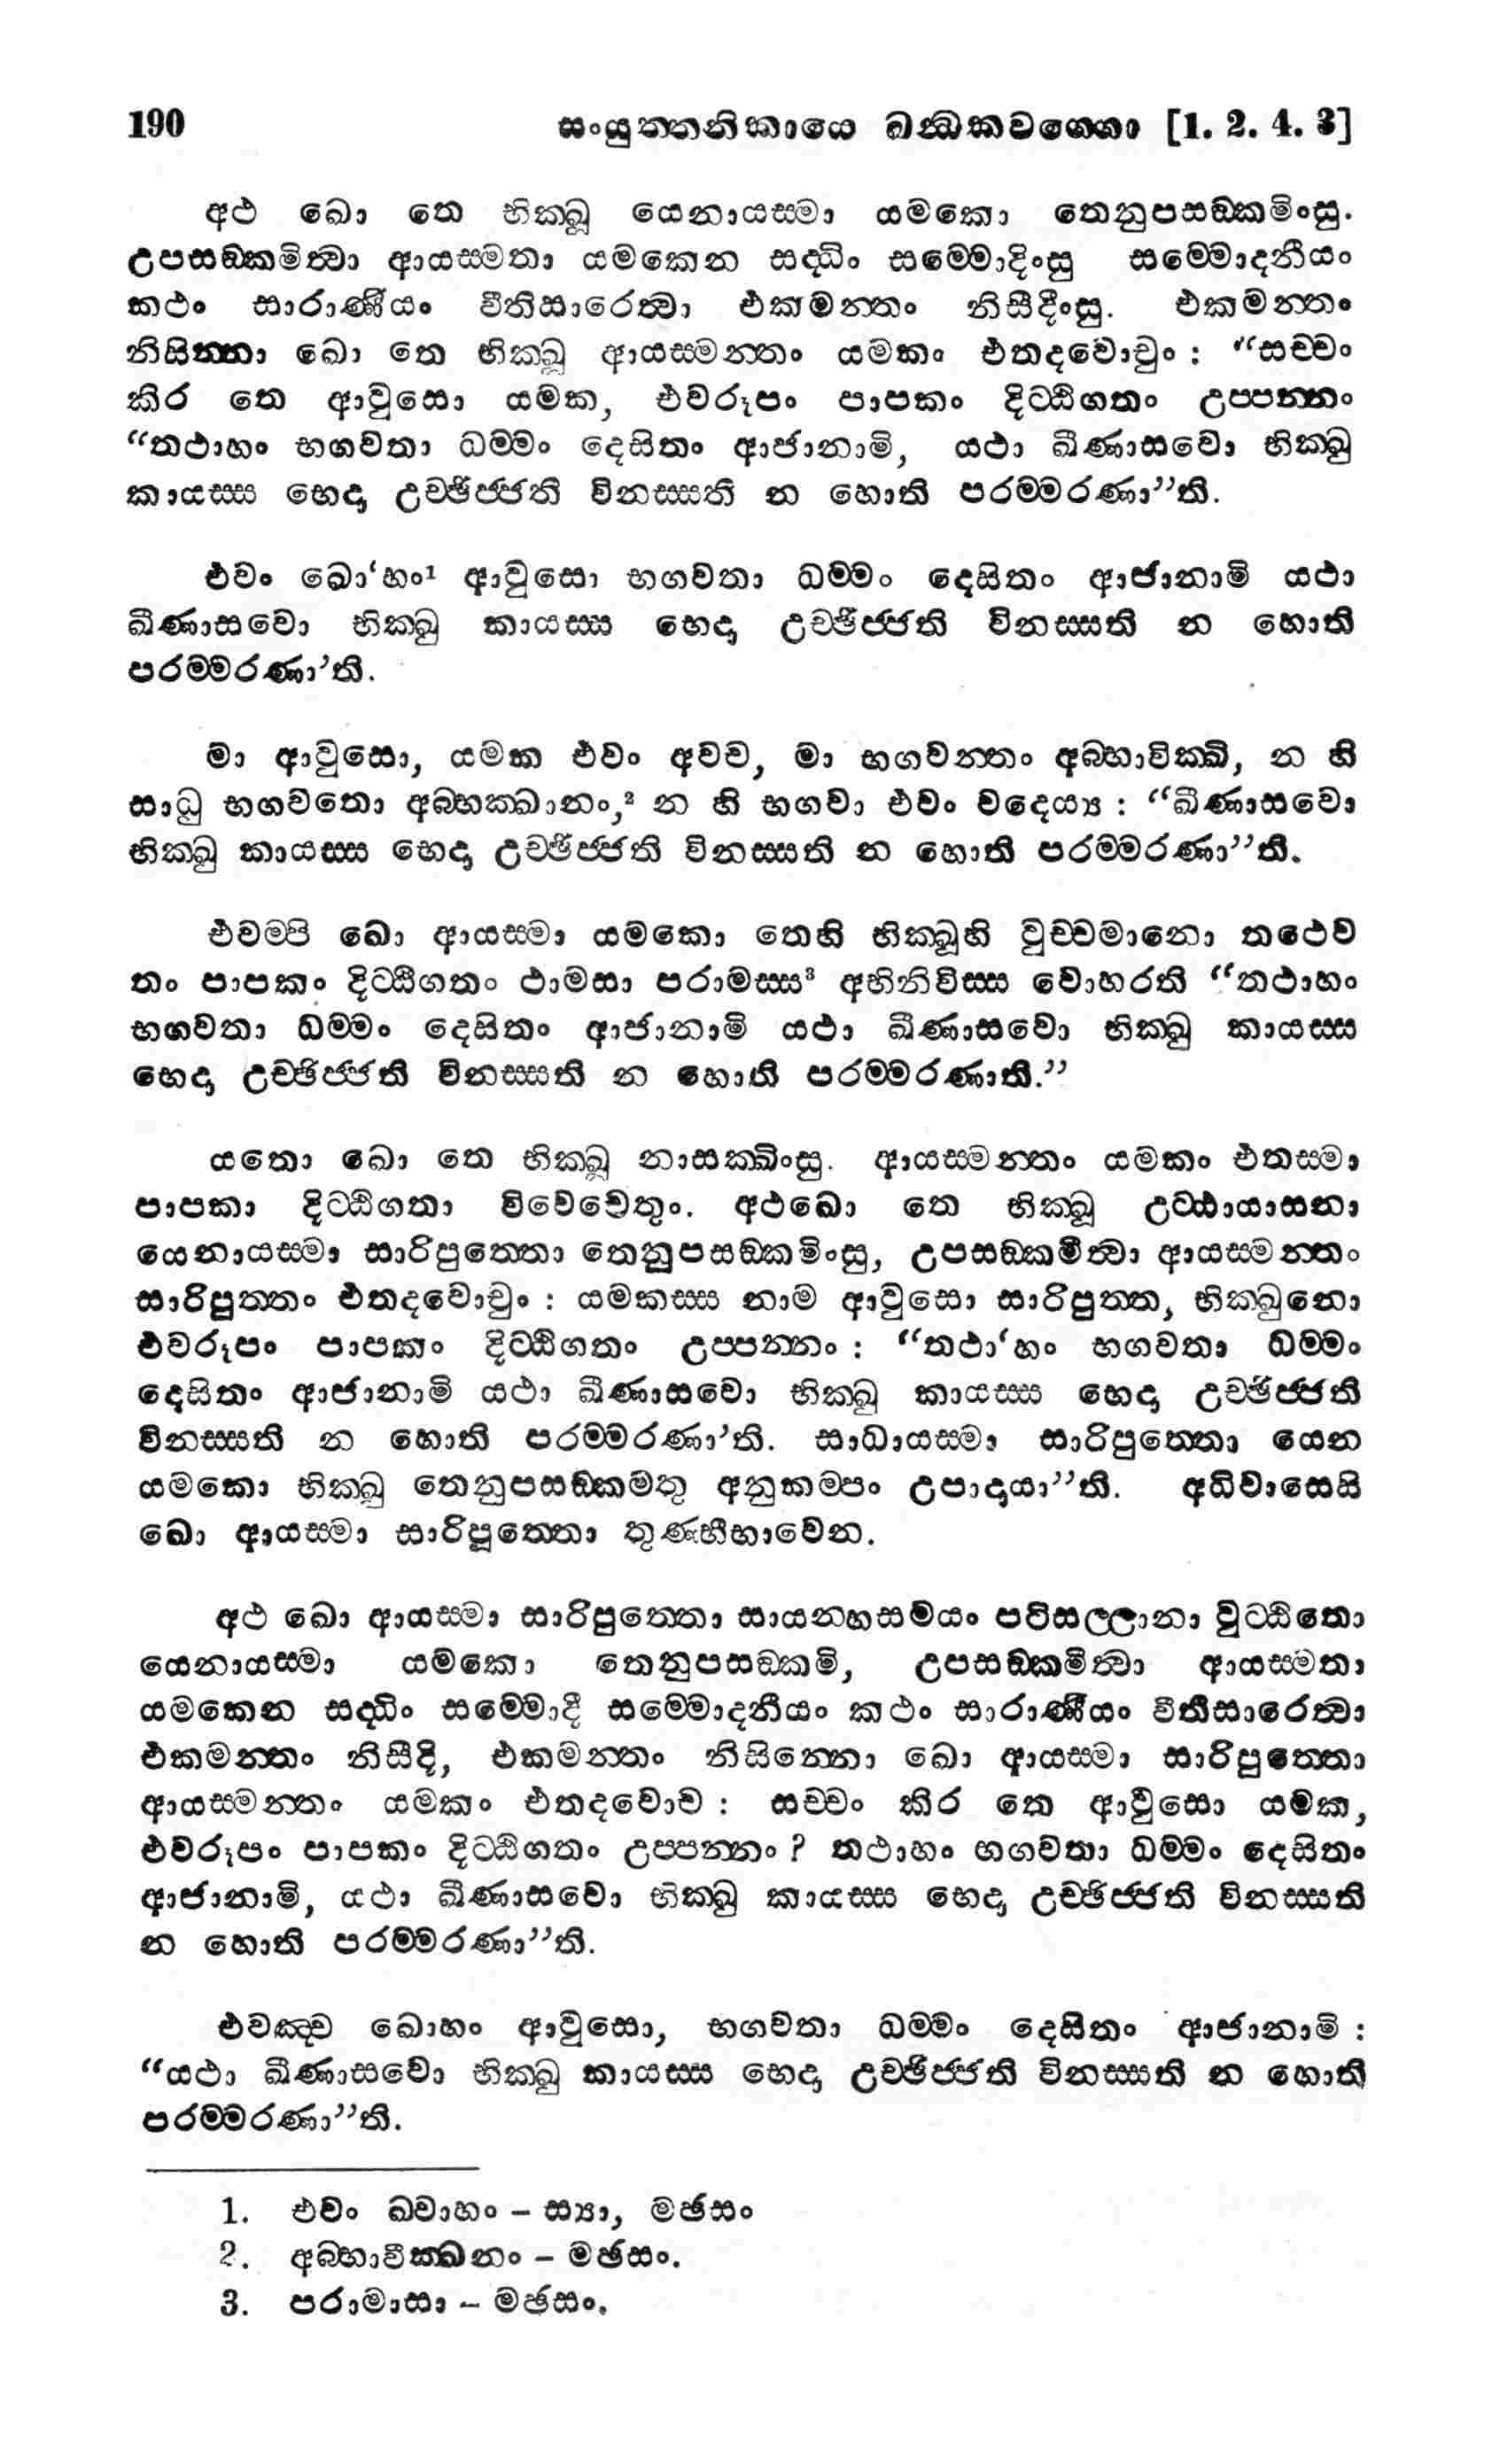 190 සංයුත්තනිකායෙ ඛන්ධකවග්ගො [1. 2. 4. 3]
අථ ඛො තෙ භික්ඛූ යෙනායස්මා යමකො තෙනුපසඞ්කමිංසු.
උපසඞ්කමිත්වා ආයස්මතා යමකෙන සද්ධිං සම්මොදිංසු සම්මොදනීයං
කථං සාරාණීයං වීතිසාරෙත්වා එකමන්තං නිසීදිංසු. එකමන්තං
නිසින්නා ඛො තෙ භික්ඛූ ආයස්මන්තං යමකං එතදවොචුං : “සච්චං
කිර තෙ ආවුසො යමක, එවරූපං පාපකං දිට්ඨිගතං උප්පන්නං
“තථාහං භගවතා ධම්මං දෙසිතං ආජානාමි, යථා ඛීණාසවො භික්ඛු
කායස්ස භෙදා උච්ඡිජ්ජති විනස්සති න හොති පරම්මරණා”ති.
එවං ඛො‘හං¹ ආවුසො භගවතා ධම්මං දෙසිතං ආජානාමි යථා
ඛීණාසවො භික්ඛු කායස්ස භෙදා උච්ඡිජ්ජති විනස්සති න හොති
පරම්මරණා’ති.
මා ආවුසො, යමක එවං අවච, මා භගවන්තං අබ්භාචික්ඛි, න හි
සාධු භගවතො අබ්භක්ඛානං,² න හි භගවා එවං වදෙය්‍ය : “ඛීණාසවො
භික්ඛු කායස්ස භෙදා උච්ඡිජ්ජති විනස්සති න හොති පරම්මරණා”ති.
එවම්පි ඛො ආයස්මා යමකො තෙහි භික්ඛූහි වුච්චමානො තථෙව
තං පාපකං දිට්ඨිගතං ථාමසා පරාමස්ස³ අභිනිවිස්ස වොහරති “තථාහං
භගවතා ධම්මං දෙසිතං ආජානාමි යථා ඛීණාසවො භික්ඛු කායස්ස
භෙදා උච්ඡිජ්ජති විනස්සති න හොති පරම්මරණාති.”
යතො ඛො තෙ භික්ඛූ නාසක්ඛිංසු. ආයස්මන්තං යමකං එතස්මා
පාපකා දිට්ඨිගතා විවෙචෙතුං. අථඛො තෙ භික්ඛූ උට්ඨායාසනා
යෙනායස්මා සාරිපුත්තො තෙනුපසඞ්කමිංසු, උපසඞ්කමිත්වා ආයස්මන්තං
සාරිපුත්තං එතදවොචුං : යමකස්ස නාම ආවුසො සාරිපුත්ත, භික්ඛුනො
එවරූපං පාපකං දිට්ඨිගතං උප්පන්නං : “තථා‘හං භගවතා ධම්මං
දෙසිතං ආජානාමි යථා ඛීණාසවො භික්ඛු කායස්ස භෙදා උච්ඡිජ්ජති
විනස්සති න හොති පරම්මරණා’ති. සාධායස්මා සාරිපුත්තො යෙන
යමකො භික්ඛු තෙනුපසඞ්කමතු අනුකම්පං උපාදායා”ති. අධිවාසෙසි
ඛො ආයස්මා සාරිපුත්තො තුණ්හීභාවෙන.
අථ ඛො ආයස්මා සාරිපුත්තො සායන්හසමයං පටිසල්ලානා වුට්ඨිතො
යෙනායස්මා යමකො තෙනුපසඞ්කමි, උපසඞ්කමිත්වා ආයස්මතා
යමකෙන සද්ධිං සම්මොදි සම්මොදනීයං කථං සාරාණීයං වීතිසාරෙත්වා
එකමන්තං නිසීදි, එකමන්තං නිසින්නො ඛො ආයස්මා සාරිපුත්තො
ආයස්මන්තං යමකං එතදවොච : සච්චං කිර තෙ ආවුසො යමක,
එවරූපං පාපකං දිට්ඨිගතං උප්පන්නං ? තථාහං භගවතා ධම්මං දෙසිතං
ආජානාමි, යථා ඛීණාසවො භික්ඛු කායස්ස භෙදා උච්ඡිජ්ජති විනස්සති
න හොති පරම්මරණා”ති.
එවඤ්ච ඛොහං ආවුසො, භගවතා ධම්මං දෙසිතං ආජානාමි :
“යථා ඛීණාසවො භික්ඛු කායස්ස භෙදා උච්ඡිජ්ජති විනස්සති න හොති
පරම්මරණා”ති.
1. එවං ඛ්වාහං – ස්‍යා, මඡසං
2. අබ්භාචික්ඛනං – මඡසං.
3. පරාමාසා – මඡසං.